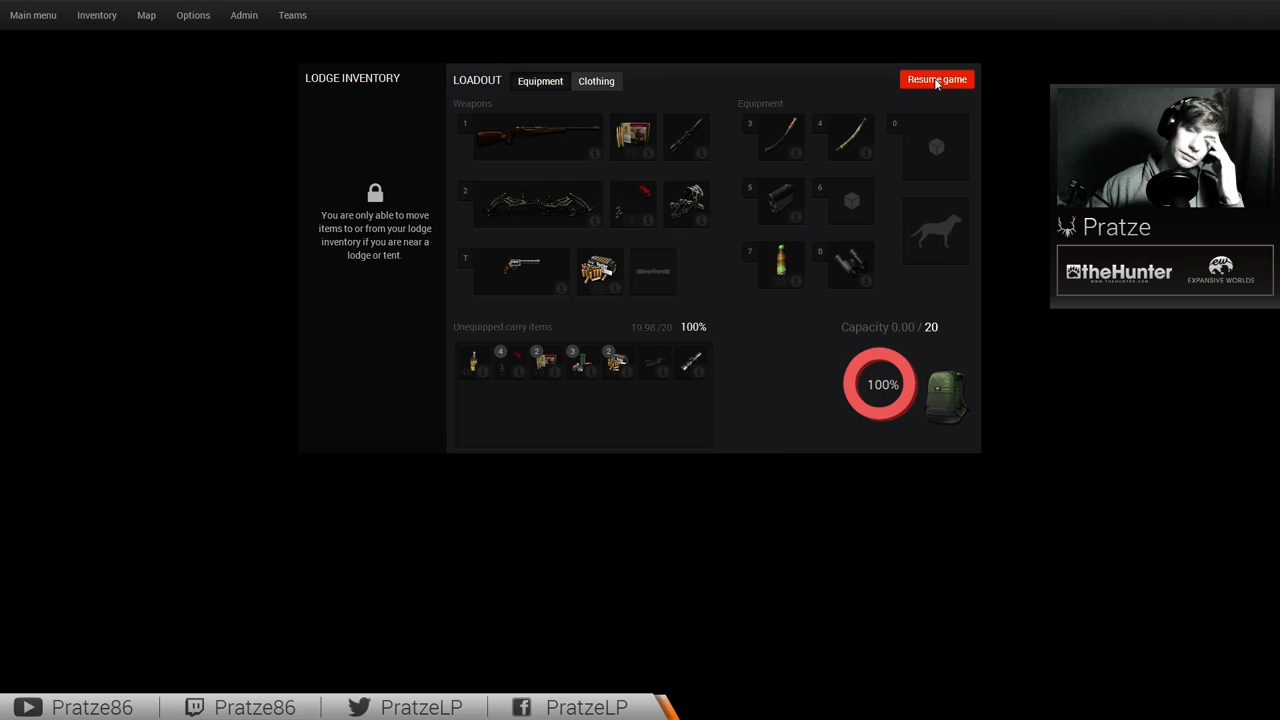 Main menu
Inventory
Map
Options
Admin
Teams
LODGE INVENTORY
You are only able to move
items to or from your lodge
inventory if you are near a
lodge or tent.
LOADOUT
Equipment
Clothing
Resume game
Weapons
Equipment
1
2
T
3
4
0
5
6
7
B
Unequipped carry items
19.98 /20
100%
4
2
3
2
Capacity 0.00 / 20
100%
Pratze
theHunter
WWW.THEHUNTER.COM
EXPANSIVE WORLDS
Pratze86
Pratze86
PratzeLP
PratzeLP